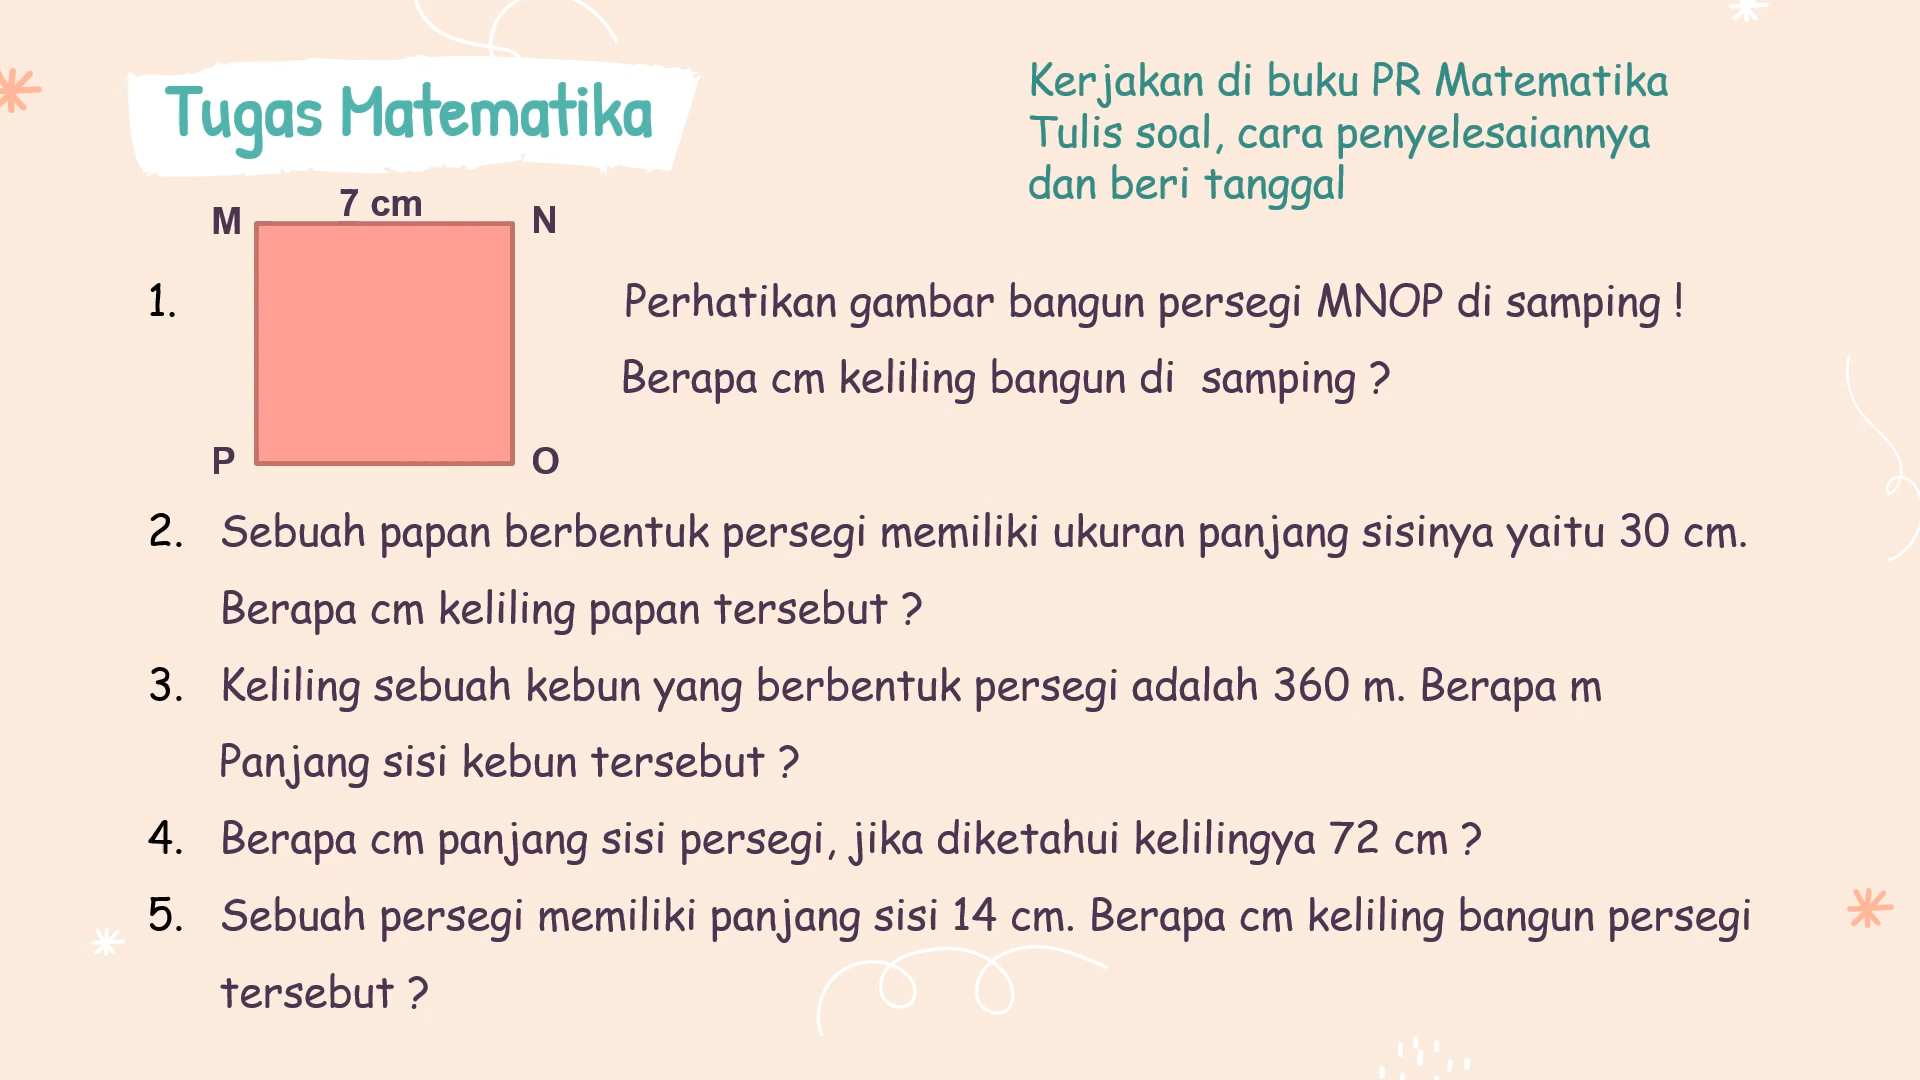 Tugas Matematika
Kerjakan di buku PR Matematika
Tulis soal, cara penyelesaiannya
dan beri tanggal
7 cm
M N
1. Perhatikan gambar bangun persegi MNOP di samping !
Berapa cm keliling bangun di samping ?
P O
2. Sebuah papan berbentuk persegi memiliki ukuran panjang sisinya yaitu 30 cm.
Berapa cm keliling papan tersebut ?
3. Keliling sebuah kebun yang berbentuk persegi adalah 360 m. Berapa m
Panjang sisi kebun tersebut ?
4. Berapa cm panjang sisi persegi, jika diketahui kelilingya 72 cm ?
5. Sebuah persegi memiliki panjang sisi 14 cm. Berapa cm keliling bangun persegi
tersebut ?